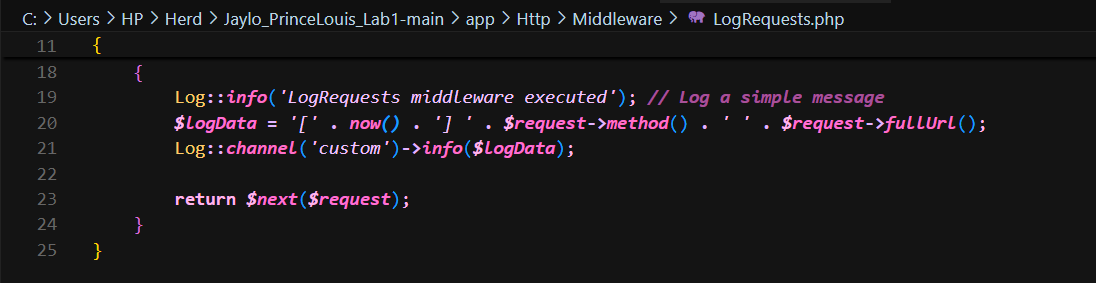 C: > Users > HP > Herd > Jaylo_PrinceLouis_Lab1-main > app > Http > Middleware > LogRequests.php
11 {
18 {
19 Log::info('LogRequests middleware executed'); // Log a simple message
20 $logData = '[' . now() . '] ' . $request->method() . ' ' . $request->fullUrl();
21 Log::channel('custom')->info($logData);
22
23 return $next($request);
24 }
25 }